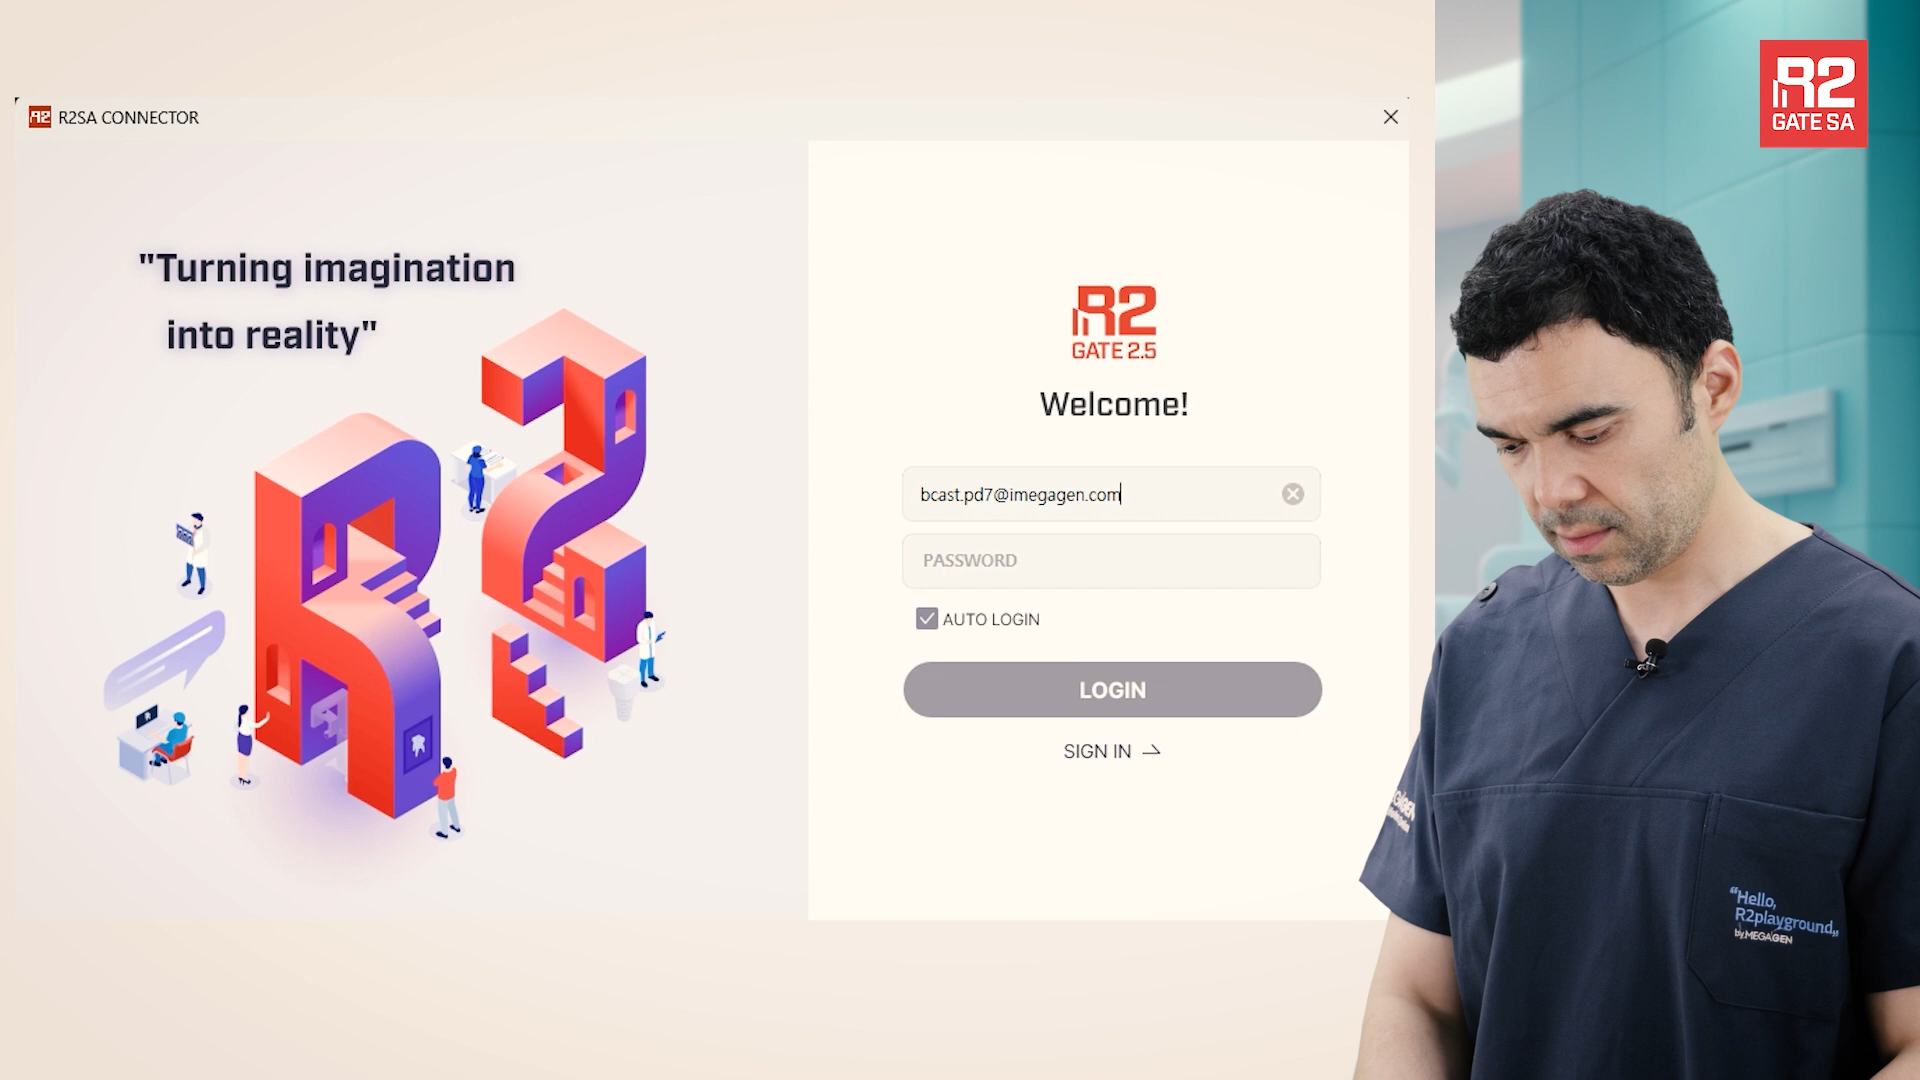 R2SA CONNECTOR
"Turning imagination
into reality"
R2
GATE 2.5
Welcome!
bcast.pd7@imegagen.com
PASSWORD
AUTO LOGIN
LOGIN
SIGN IN
R2
GATE SA
"Hello,
R2playground„
by MEGAGEN